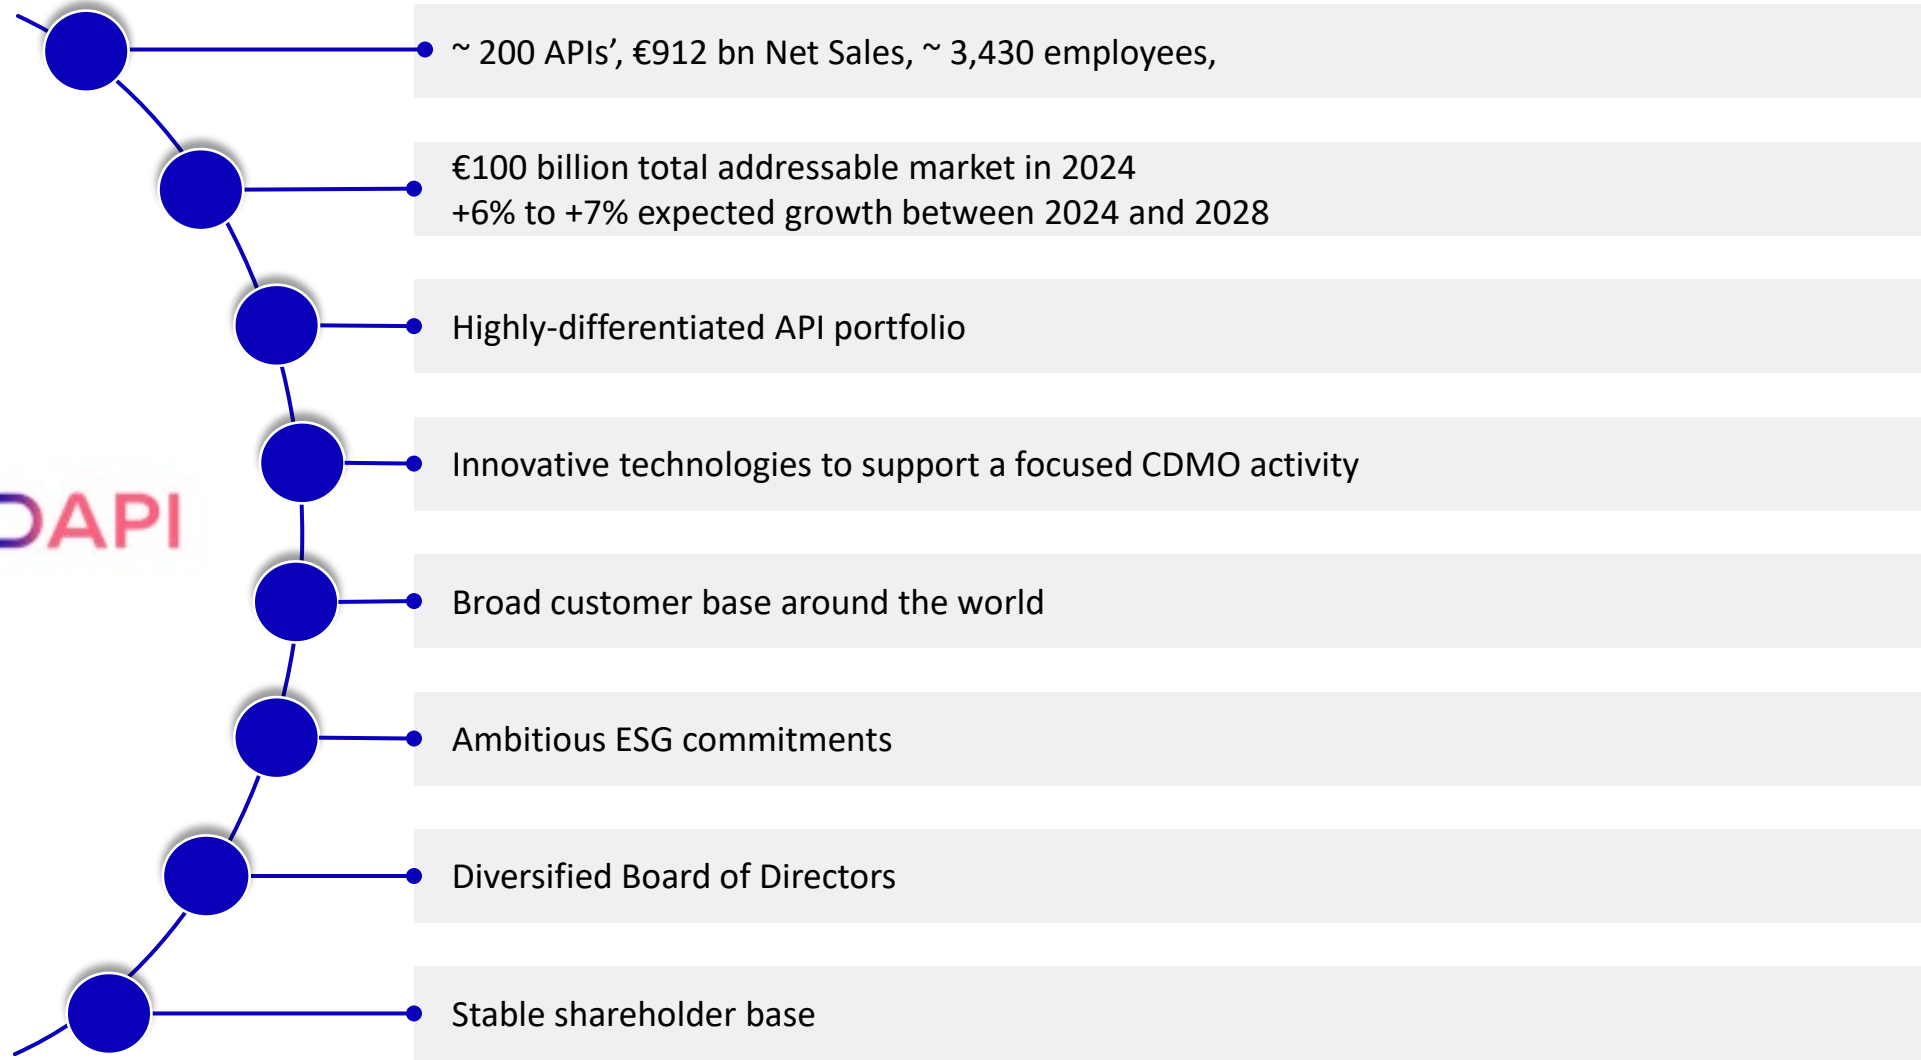 ~ 200 APIs’, €912 bn Net Sales, ~ 3,430 employees,
€100 billion total addressable market in 2024
+6% to +7% expected growth between 2024 and 2028
Highly-differentiated API portfolio
Innovative technologies to support a focused CDMO activity
DAPI
Broad customer base around the world
Ambitious ESG commitments
Diversified Board of Directors
Stable shareholder base